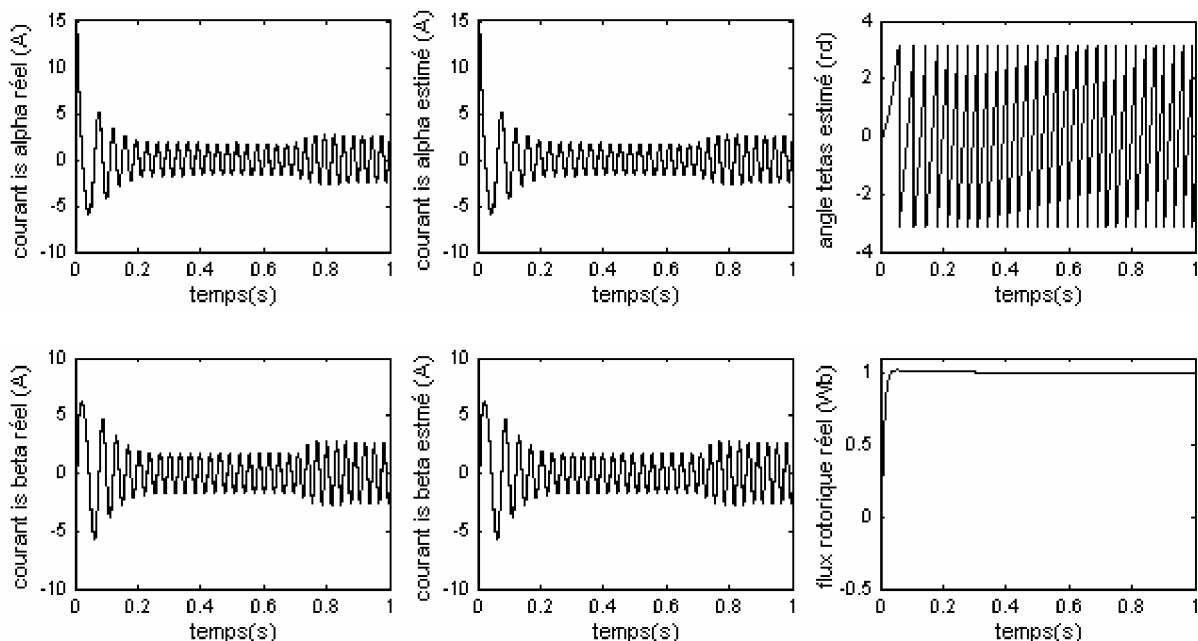 courant is alpha réel (A)
15
10
5
0
-5
-10
0 0.2 0.4 0.6 0.8 1
temps(s)
courant is alpha estimé (A)
15
10
5
0
-5
-10
0 0.2 0.4 0.6 0.8 1
temps(s)
angle tetas estimé (rd)
4
2
0
-2
-4
0 0.2 0.4 0.6 0.8 1
temps(s)
courant is beta réel (A)
10
5
0
-5
-10
0 0.2 0.4 0.6 0.8 1
temps(s)
courant is beta estmé (A)
10
5
0
-5
-10
0 0.2 0.4 0.6 0.8 1
temps(s)
flux rotorique réel (Wb)
1
0.5
0
-0.5
0 0.2 0.4 0.6 0.8 1
temps(s)